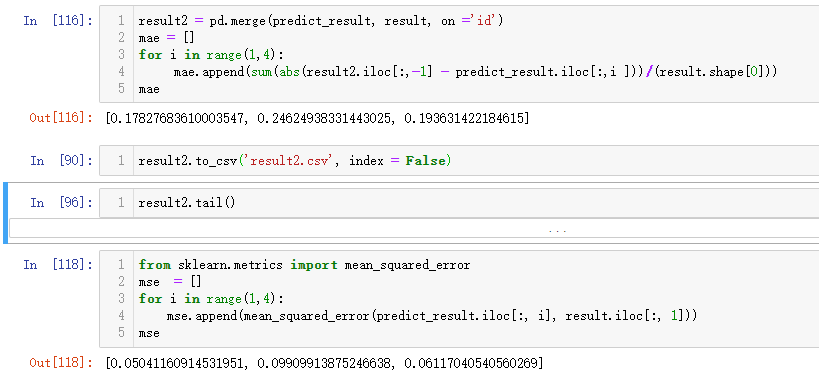 In [116]:
1 result2 = pd.merge(predict_result, result, on ='id')
2 mae = []
3 for i in range(1,4):
4     mae.append(sum(abs(result2.iloc[:,-1] - predict_result.iloc[:,i ]))/(result.shape[0]))
5 mae
Out[116]: [0.17827683610003547, 0.24624938331443025, 0.193631422184615]
In [90]: 1 result2.to_csv('result2.csv', index = False)
In [96]: 1 result2.tail()
...
In [118]:
1 from sklearn.metrics import mean_squared_error
2 mse  = []
3 for i in range(1,4):
4     mse.append(mean_squared_error(predict_result.iloc[:, i], result.iloc[:, 1]))
5 mse
Out[118]: [0.05041160914531951, 0.09909913875246638, 0.06117040540560269]